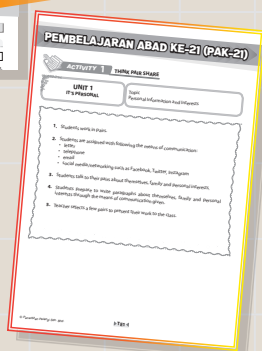 PEMBELAJARAN ABAD KE-21 (PAK-21)
ACTIVITY 1 THINK PAIR SHARE
UNIT 1
IT'S PERSONAL
Topic
Personal Information and Interests
1. Students work in pairs.
2. Students are assigned with following the means of communication:
- letter
- telephone
- email
- social media/networking such as Facebook, Twitter, Instagram
3. Students talk to their pairs about themselves, family and personal interests.
4. Students prepare to write paragraphs about themselves, family and personal
interests through the means of communication given.
5. Teacher selects a few pairs to present their work to the class.